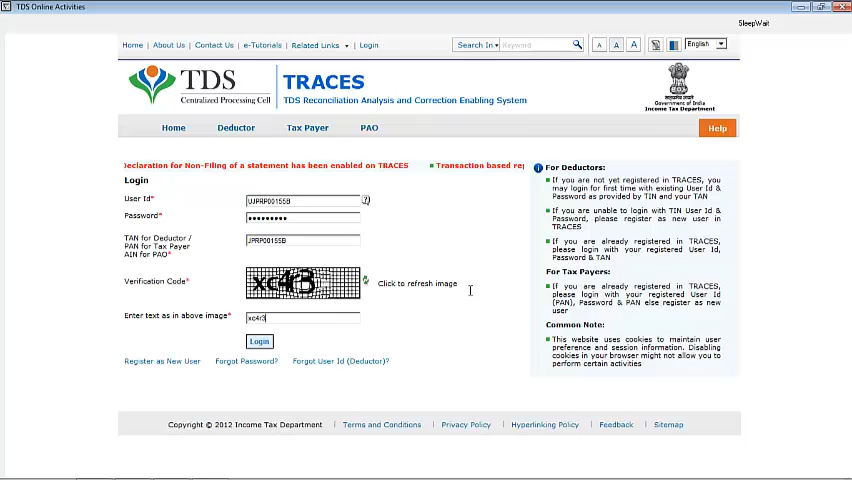 TDS Online Activities
SleepWait
Home | About Us | Contact Us | e-Tutorials | Related Links | Login
Search In Keyword
A A A
English
TDS
Centralized Processing Cell
TRACES
TDS Reconciliation Analysis and Correction Enabling System
Government of India
Income Tax Department
Home Deductor Tax Payer PAO Help
Declaration for Non-Filing of a statement has been enabled on TRACES Transaction based rep
Login
User Id* UJPRP00155B
Password*
TAN for Deductor /
PAN for Tax Payer
AIN for PAO*
JPRP00155B
Verification Code* xc4r3 Click to refresh image
Enter text as in above image* xc4r3
Login
Register as New User Forgot Password? Forgot User Id (Deductor)?
For Deductors:
If you are not yet registered in TRACES, you
may login for first time with existing User Id &
Password as provided by TIN and your TAN
If you are unable to login with TIN User Id &
Password, please register as new user in
TRACES
If you are already registered in TRACES,
please login with your registered User Id,
Password & TAN
For Tax Payers:
If you are already registered in TRACES,
please login with your registered User Id
(PAN), Password & PAN else register as new
user
Common Note:
This website uses cookies to maintain user
preference and session information. Disabling
cookies in your browser might not allow you to
perform certain activities
Copyright © 2012 Income Tax Department | Terms and Conditions | Privacy Policy | Hyperlinking Policy | Feedback | Sitemap